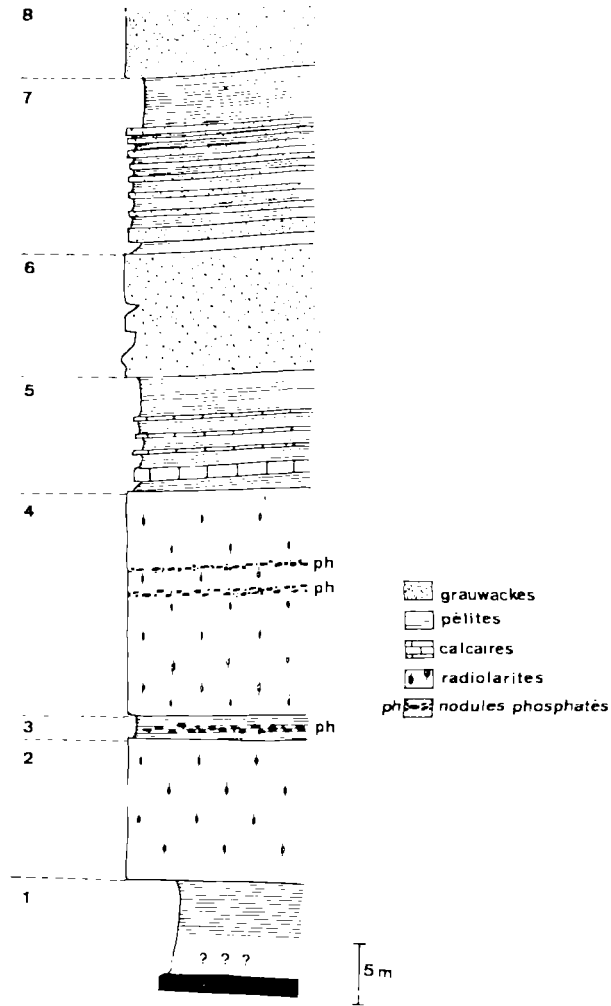 8
7
6
5
4
ph
ph
3
ph
2
1
? ? ?
5 m
grauwackes
pélites
calcaires
radiolarites
ph nodules phosphatés